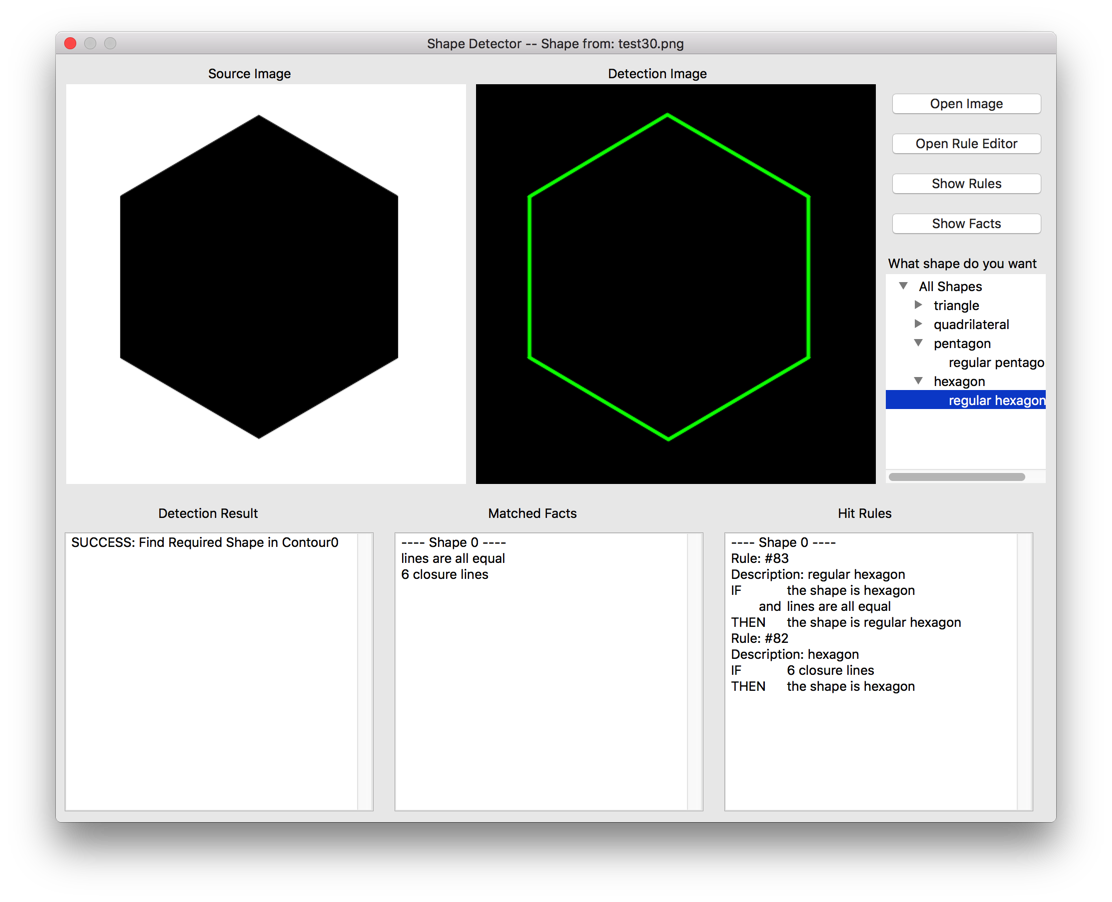 Shape Detector -- Shape from: test30.png
Source Image
Detection Image
Open Image
Open Rule Editor
Show Rules
Show Facts
What shape do you want
All Shapes
triangle
quadrilateral
pentagon
regular pentago
hexagon
regular hexagon
Detection Result
SUCCESS: Find Required Shape in Contour0
Matched Facts
---- Shape 0 ----
lines are all equal
6 closure lines
Hit Rules
---- Shape 0 ----
Rule: #83
Description: regular hexagon
IF the shape is hexagon
and lines are all equal
THEN the shape is regular hexagon
Rule: #82
Description: hexagon
IF 6 closure lines
THEN the shape is hexagon